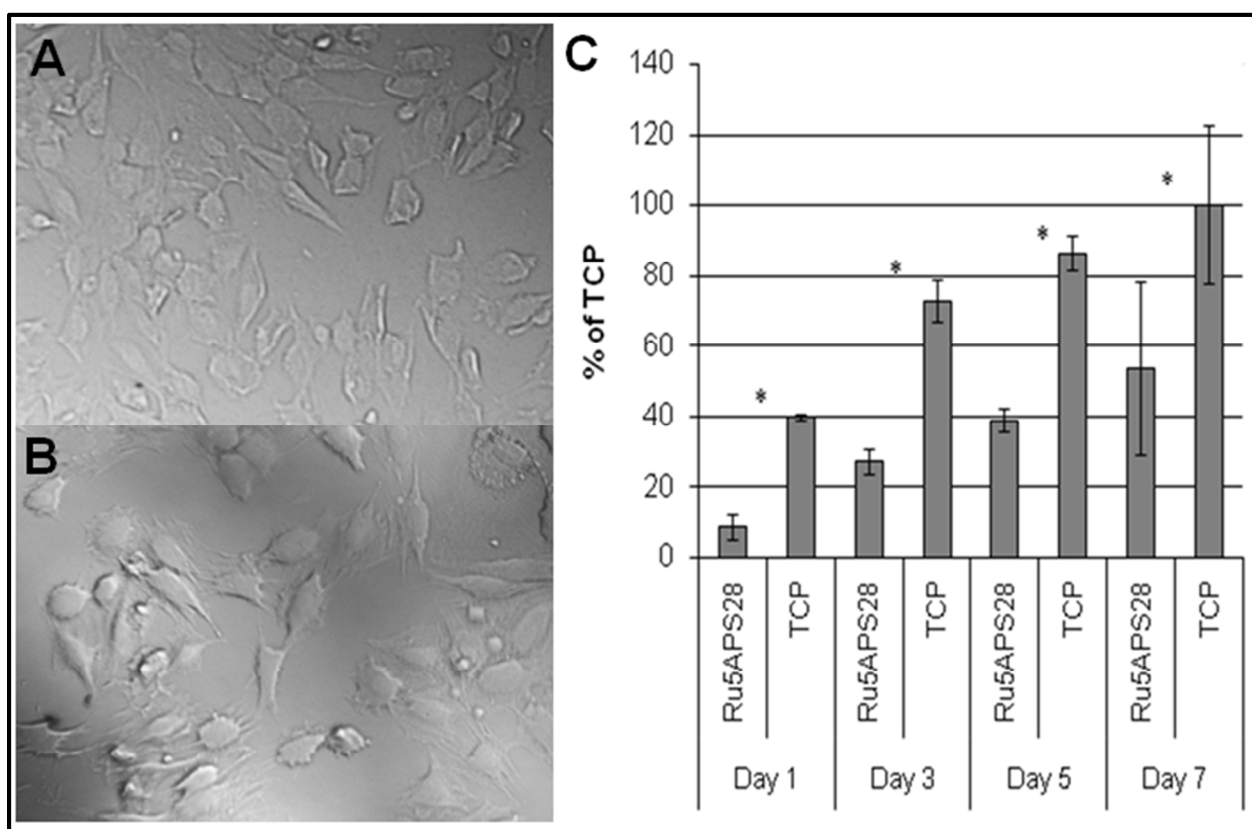 A
B
C
% of TCP
140
120
100
80
60
40
20
0
*
*
*
*
Ru5APS28
TCP
Ru5APS28
TCP
Ru5APS28
TCP
Ru5APS28
TCP
Day 1
Day 3
Day 5
Day 7